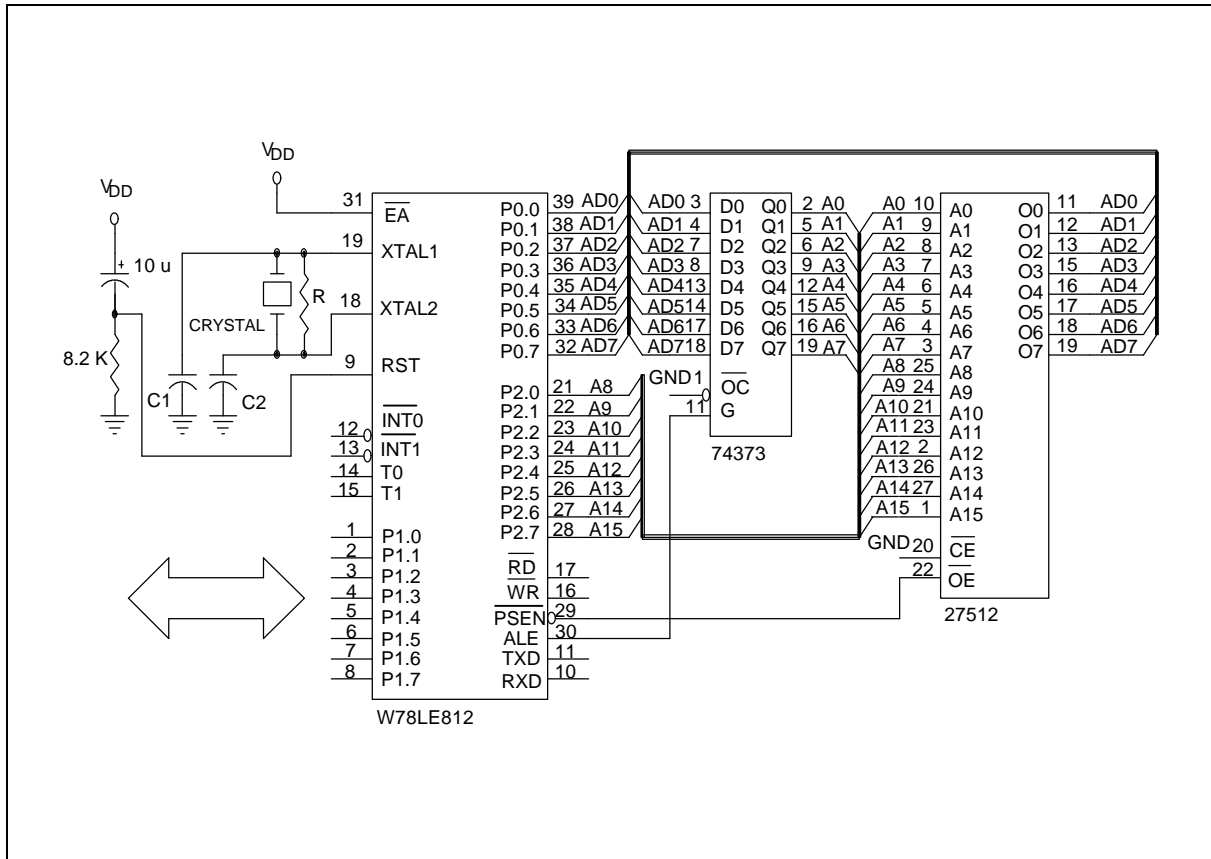 VDD
VDD
10 u
8.2 K
C1
C2
CRYSTAL
R
31 EA
19 XTAL1
18 XTAL2
9 RST
12 INT0
13 INT1
14 T0
15 T1
1 P1.0
2 P1.1
3 P1.2
4 P1.3
5 P1.4
6 P1.5
7 P1.6
8 P1.7
P0.0 39 AD0
P0.1 38 AD1
P0.2 37 AD2
P0.3 36 AD3
P0.4 35 AD4
P0.5 34 AD5
P0.6 33 AD6
P0.7 32 AD7
P2.0 21 A8
P2.1 22 A9
P2.2 23 A10
P2.3 24 A11
P2.4 25 A12
P2.5 26 A13
P2.6 27 A14
P2.7 28 A15
RD 17
WR 16
PSEN 29
ALE 30
TXD 11
RXD 10
W78LE812
AD0 3 D0 Q0 2 A0
AD1 4 D1 Q1 5 A1
AD2 7 D2 Q2 6 A2
AD3 8 D3 Q3 9 A3
AD4 13 D4 Q4 12 A4
AD5 14 D5 Q5 15 A5
AD6 17 D6 Q6 16 A6
AD7 18 D7 Q7 19 A7
GND 1 OC
11 G
74373
A0 10 A0 O0 11 AD0
A1 9 A1 O1 12 AD1
A2 8 A2 O2 13 AD2
A3 7 A3 O3 15 AD3
A4 6 A4 O4 16 AD4
A5 5 A5 O5 17 AD5
A6 4 A6 O6 18 AD6
A7 3 A7 O7 19 AD7
A8 25 A8
A9 24 A9
A10 21 A10
A11 23 A11
A12 2 A12
A13 26 A13
A14 27 A14
A15 1 A15
GND 20 CE
22 OE
27512